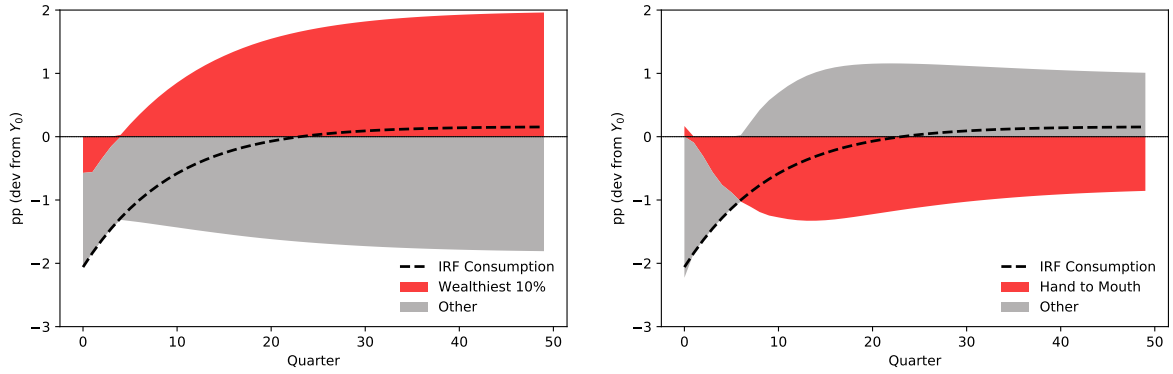 2
1
0
−1
−2
−3
pp (dev from Y₀)
IRF Consumption
Wealthiest 10%
Other
0 10 20 30 40 50
Quarter
2
1
0
−1
−2
−3
pp (dev from Y₀)
IRF Consumption
Hand to Mouth
Other
0 10 20 30 40 50
Quarter